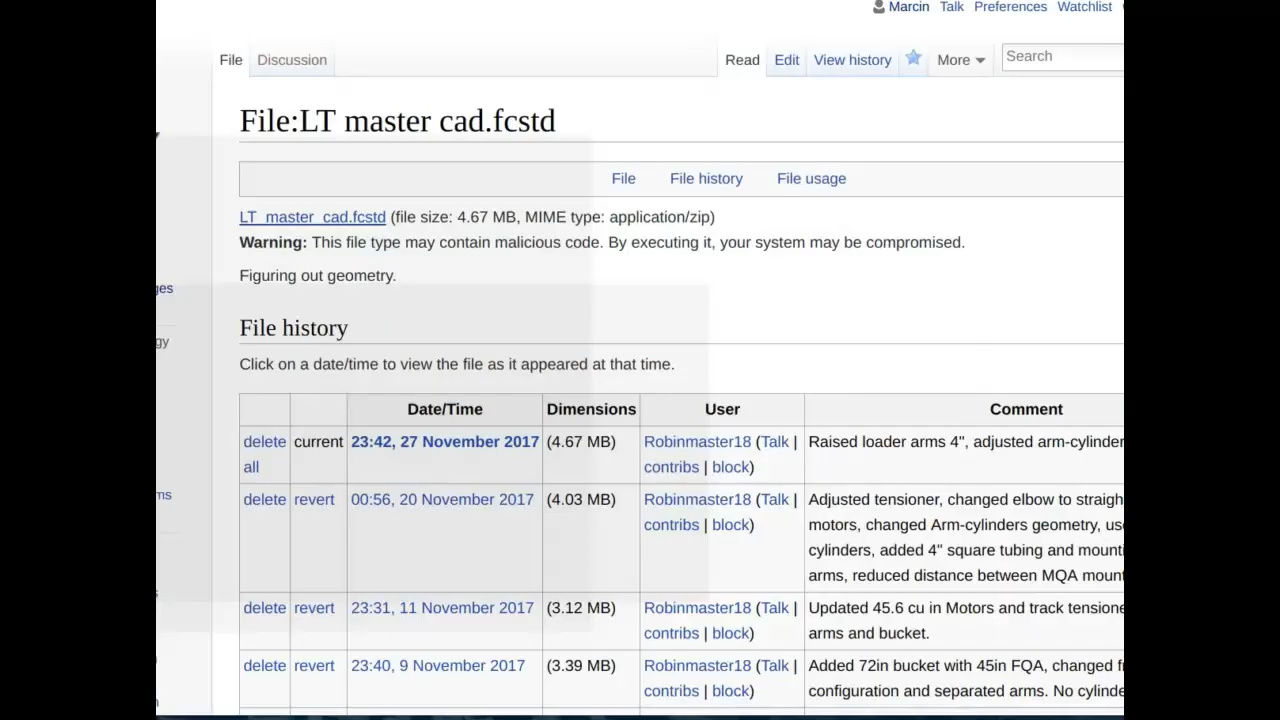 Marcin Talk Preferences Watchlist
File Discussion Read Edit View history More Search
File:LT master cad.fcstd
File File history File usage
LT_master_cad.fcstd (file size: 4.67 MB, MIME type: application/zip)
Warning: This file type may contain malicious code. By executing it, your system may be compromised.
Figuring out geometry.
File history
Click on a date/time to view the file as it appeared at that time.
Date/Time Dimensions User Comment
delete all current 23:42, 27 November 2017 (4.67 MB) Robinmaster18 (Talk | contribs | block) Raised loader arms 4", adjusted arm-cylinder
delete revert 00:56, 20 November 2017 (4.03 MB) Robinmaster18 (Talk |
contribs | block) Adjusted tensioner, changed elbow to straigh
motors, changed Arm-cylinders geometry, us
cylinders, added 4" square tubing and mounti
arms, reduced distance between MQA moun
delete revert 23:31, 11 November 2017 (3.12 MB) Robinmaster18 (Talk | contribs | block) Updated 45.6 cu in Motors and track tensione
arms and bucket.
delete revert 23:40, 9 November 2017 (3.39 MB) Robinmaster18 (Talk | contribs | block) Added 72in bucket with 45in FQA, changed f
configuration and separated arms. No cylinde